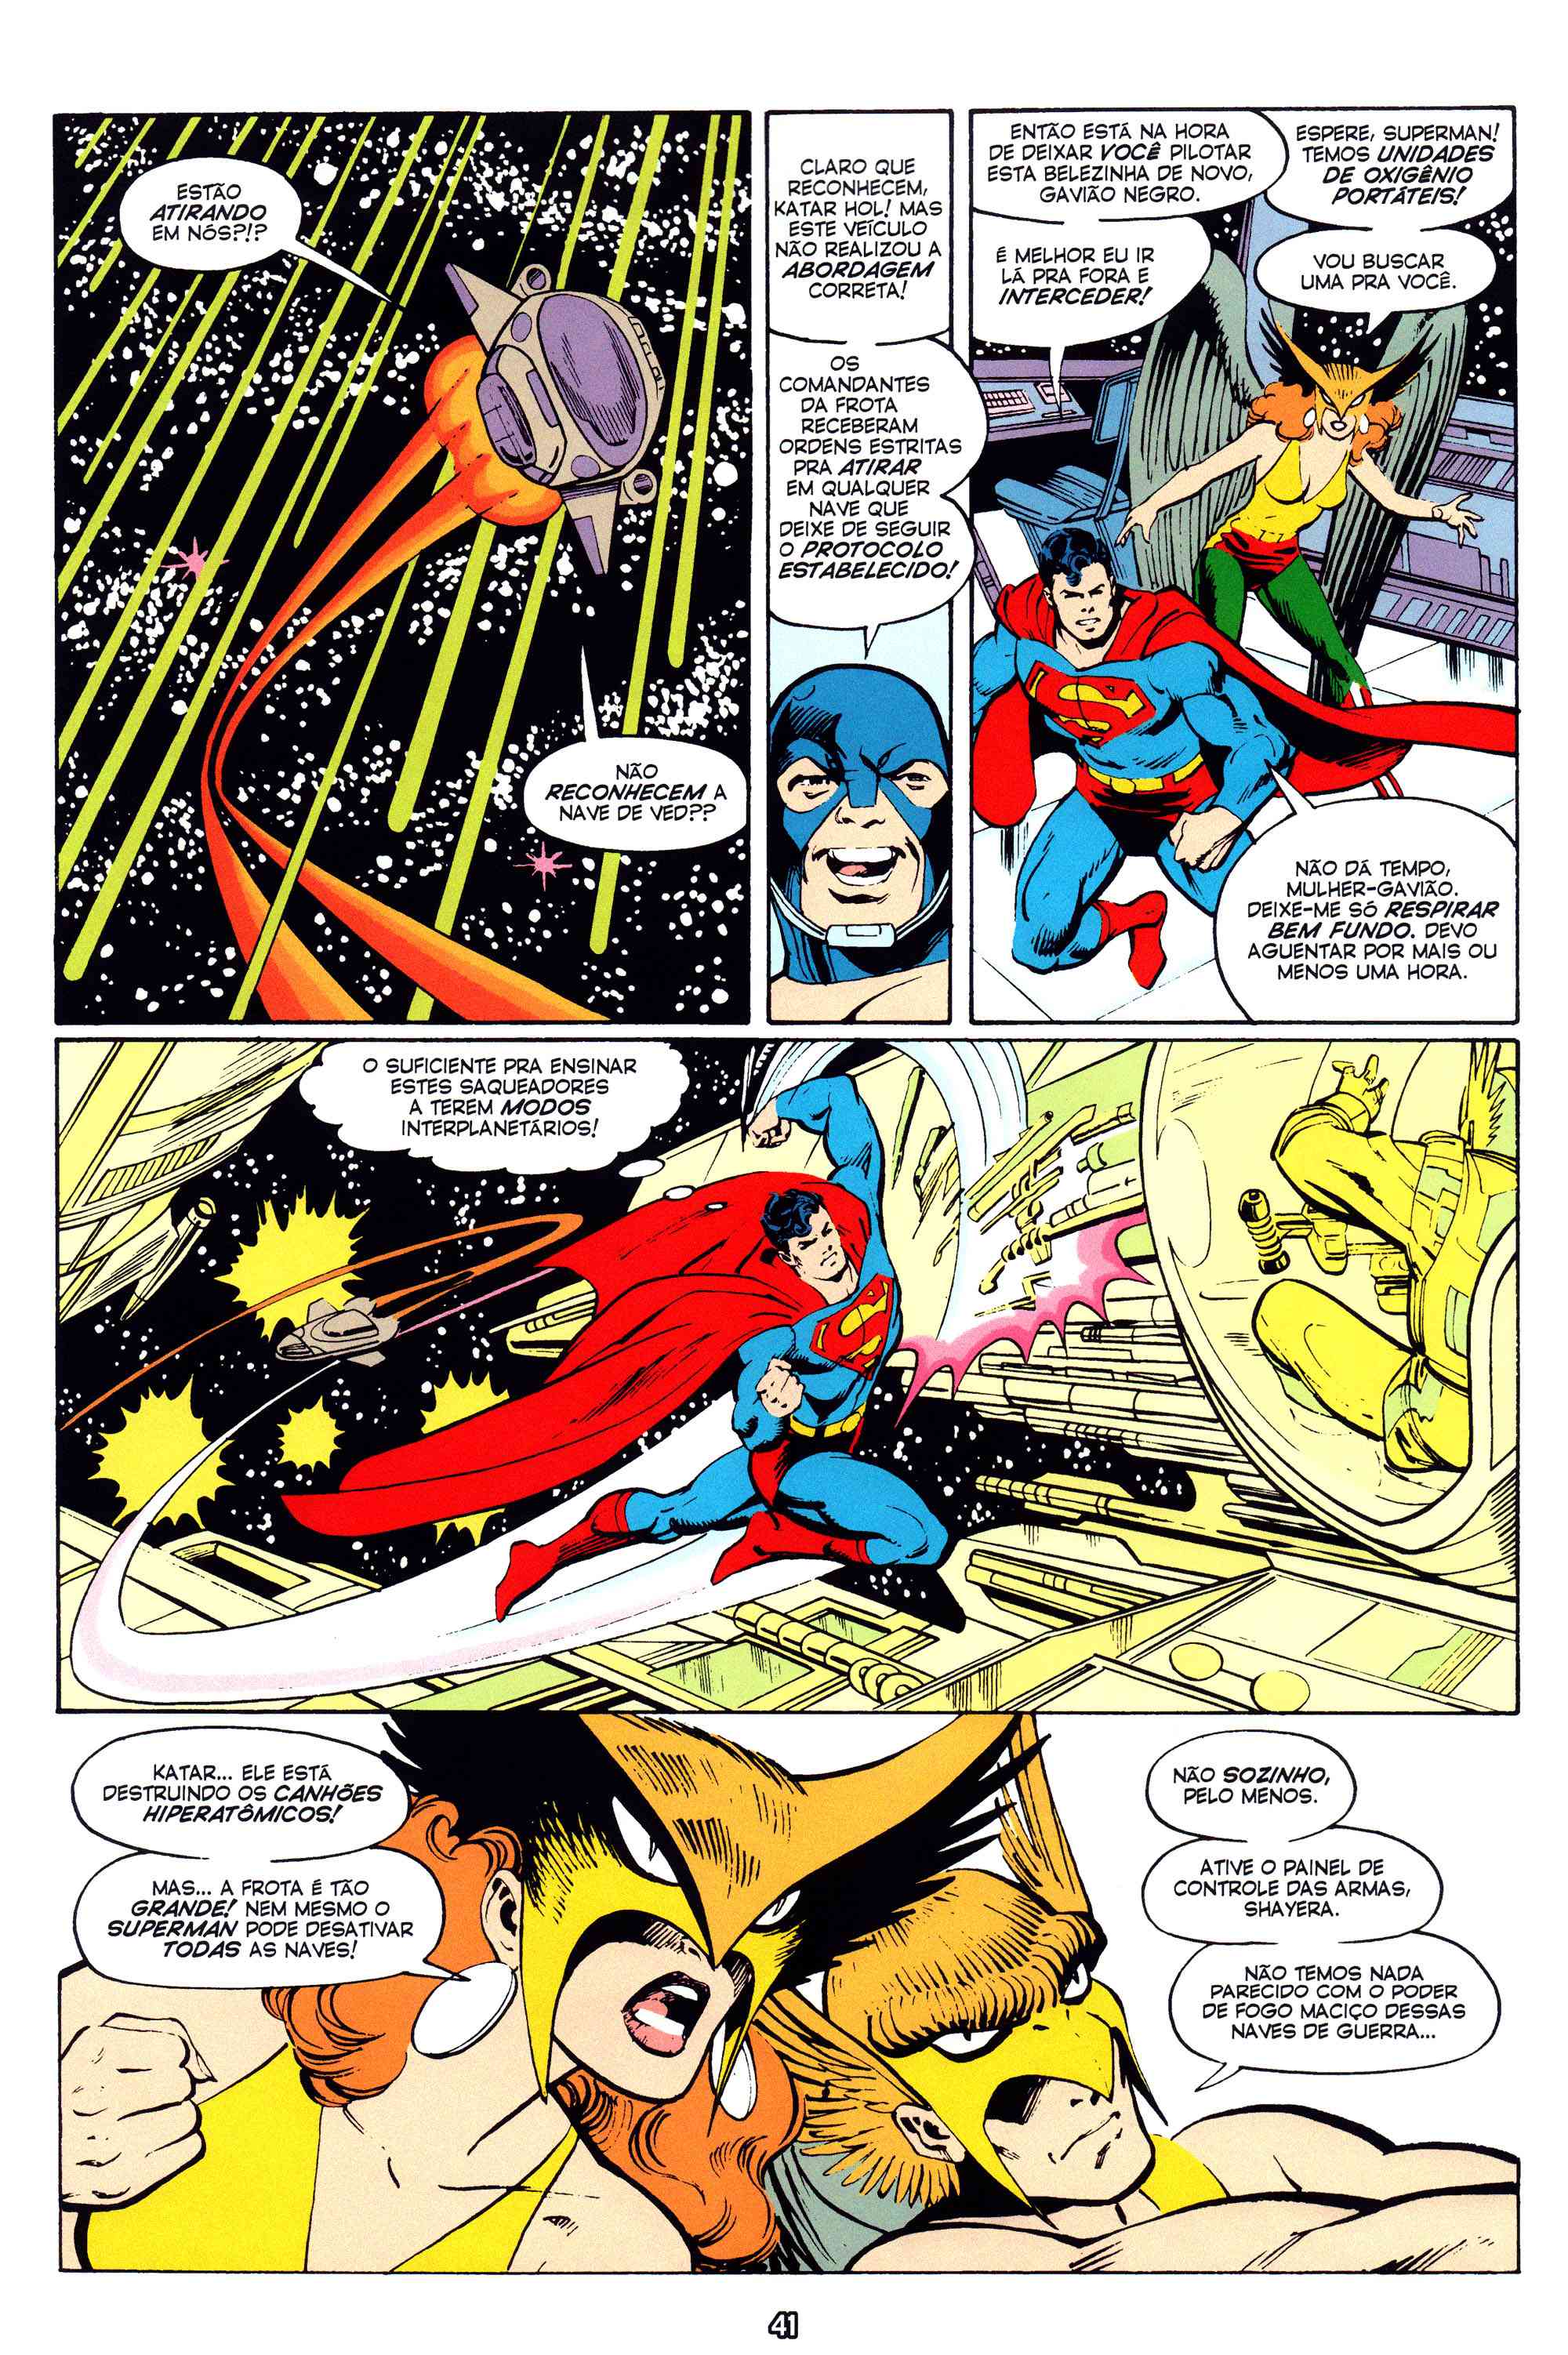 ESTÃO
ATIRANDO
EM NÓS?!?
NÃO
RECONHECEM A
NAVE DE VED??
CLARO QUE
RECONHECEM,
KATAR HOL! MAS
ESTE VEÍCULO
NÃO REALIZOU A
ABORDAGEM
CORRETA!
OS
COMANDANTES
DA FROTA
RECEBERAM
ORDENS ESTRITAS
PRA ATIRAR
EM QUALQUER
NAVE QUE
DEIXE DE SEGUIR
O PROTOCOLO
ESTABELECIDO!
ENTÃO ESTÁ NA HORA
DE DEIXAR VOCÊ PILOTAR
ESTA BELEZINHA DE NOVO,
GAVIÃO NEGRO.
É MELHOR EU IR
LÁ PRA FORA E
INTERCEDER!
ESPERE, SUPERMAN!
TEMOS UNIDADES
DE OXIGÊNIO
PORTÁTEIS!
VOU BUSCAR
UMA PRA VOCÊ.
NÃO DÁ TEMPO,
MULHER-GAVIÃO.
DEIXE-ME SÓ RESPIRAR
BEM FUNDO. DEVO
AGUENTAR POR MAIS OU
MENOS UMA HORA.
O SUFICIENTE PRA ENSINAR
ESTES SAQUEADORES
A TEREM MODOS
INTERPLANETÁRIOS!
KATAR... ELE ESTÁ
DESTRUINDO OS CANHÕES
HIPERATÔMICOS!
MAS... A FROTA É TÃO
GRANDE! NEM MESMO O
SUPERMAN PODE DESATIVAR
TODAS AS NAVES!
NÃO SOZINHO,
PELO MENOS.
ATIVE O PAINEL DE
CONTROLE DAS ARMAS,
SHAYERA.
NÃO TEMOS NADA
PARECIDO COM O PODER
DE FOGO MACIÇO DESSAS
NAVES DE GUERRA...
41